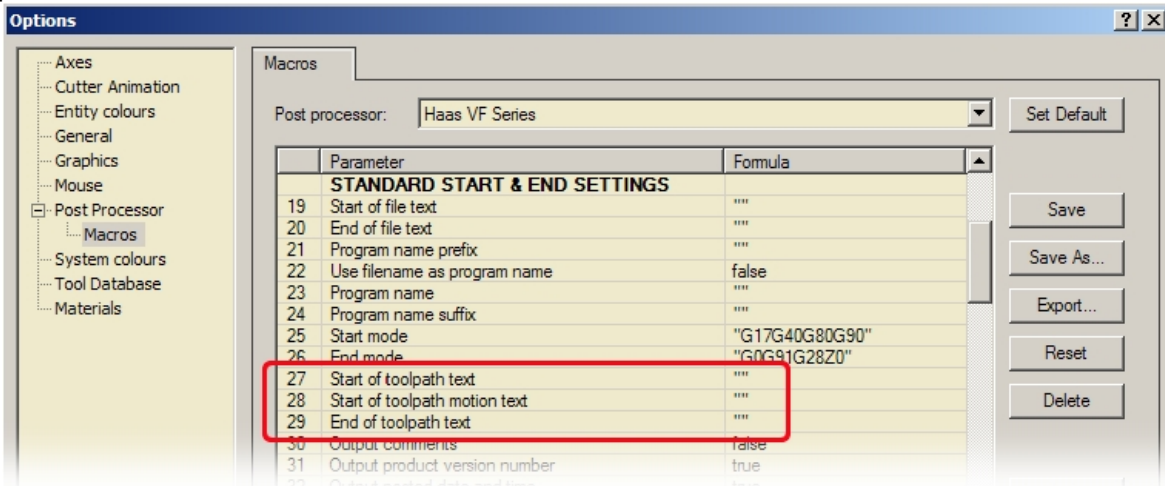 Options
Axes
Cutter Animation
Entity colours
General
Graphics
Mouse
Post Processor
Macros
System colours
Tool Database
Materials
Macros
Post processor: Haas VF Series Set Default
Parameter Formula
STANDARD START & END SETTINGS
19 Start of file text ""
20 End of file text ""
21 Program name prefix ""
22 Use filename as program name false
23 Program name ""
24 Program name suffix ""
25 Start mode "G17G40G80G90"
26 End mode "G0G91G28Z0"
27 Start of toolpath text ""
28 Start of toolpath motion text ""
29 End of toolpath text ""
30 Output comments false
31 Output product version number true
Save
Save As...
Export...
Reset
Delete